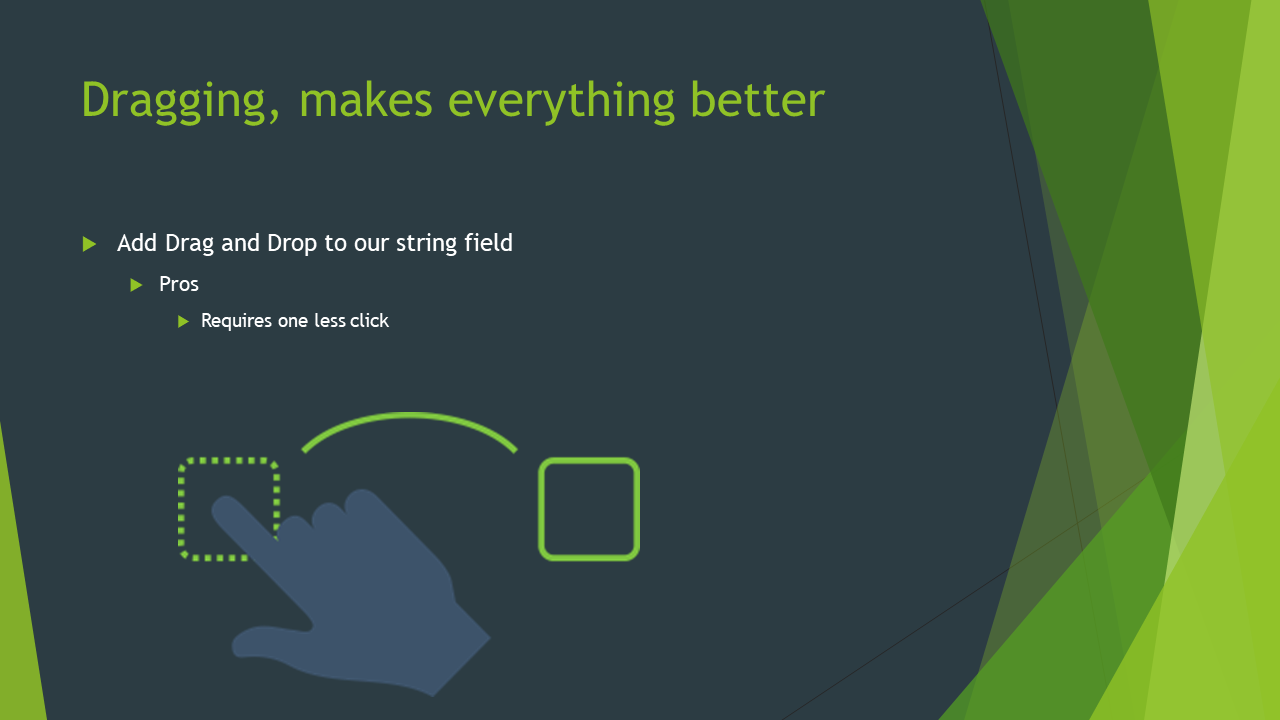 Dragging, makes everything better
Add Drag and Drop to our string field
Pros
Requires one less click